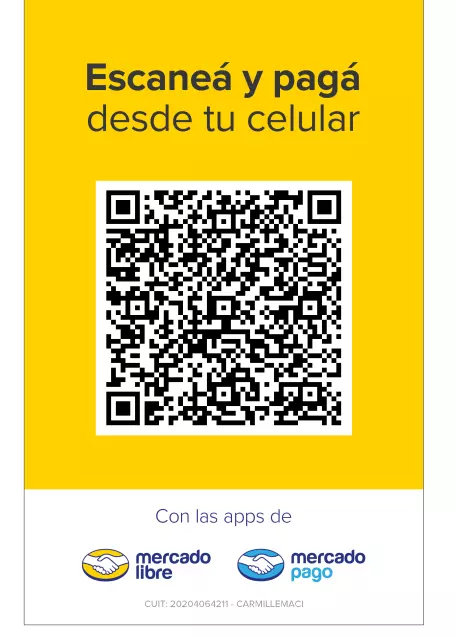 Escaneá y pagá
desde tu celular
Con las apps de
mercado
libre
mercado
pago
CUIT: 20204064211 - CARMILLEMACI